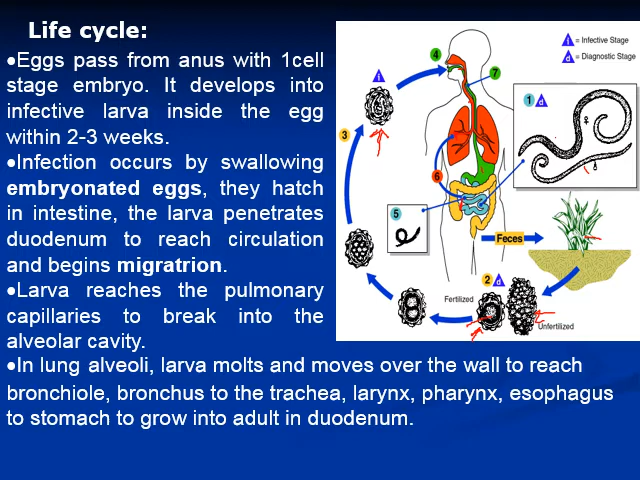 Life cycle:
•Eggs pass from anus with 1cell
stage embryo. It develops into
infective larva inside the egg
within 2-3 weeks.
•Infection occurs by swallowing
embryonated eggs, they hatch
in intestine, the larva penetrates
duodenum to reach circulation
and begins migratrion.
•Larva reaches the pulmonary
capillaries to break into the
alveolar cavity.
•In lung alveoli, larva molts and moves over the wall to reach
bronchiole, bronchus to the trachea, larynx, pharynx, esophagus
to stomach to grow into adult in duodenum.
i = Infective Stage
d = Diagnostic Stage
4
7
i
1 d
3
6
5
Feces
2 d
Fertilized
Unfertilized